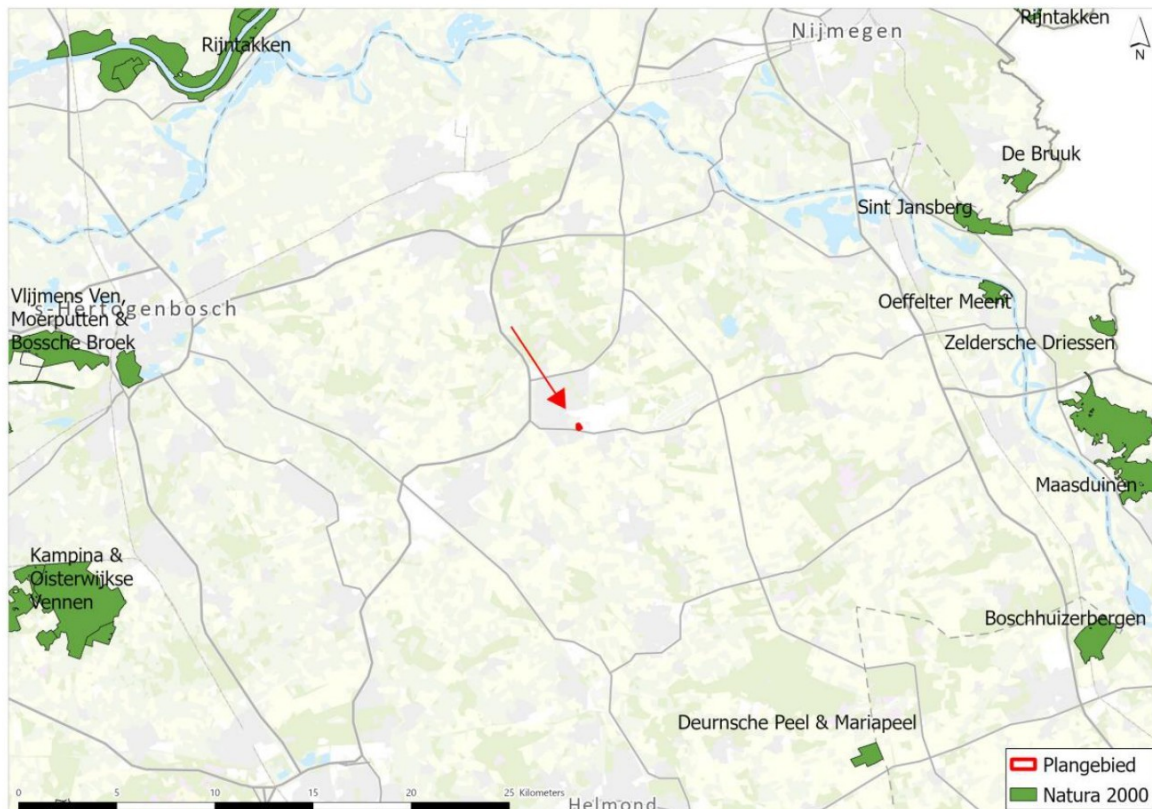 Rijntakken
Nijmegen
Rijntakken
N
De Bruuk
Sint Jansberg
Vlijmens Ven,
Moerputten &
Bossche Broek
s-Hertogenbosch
Oeffelter Meent
Zeldersche Driessen
Maasduinen
Kampina &
Oisterwijkse
Vennen
Boschhuizerbergen
Deurnsche Peel & Mariapeel
Plangebied
Natura 2000
0 5 10 15 20 25 Kilometers
Helmond